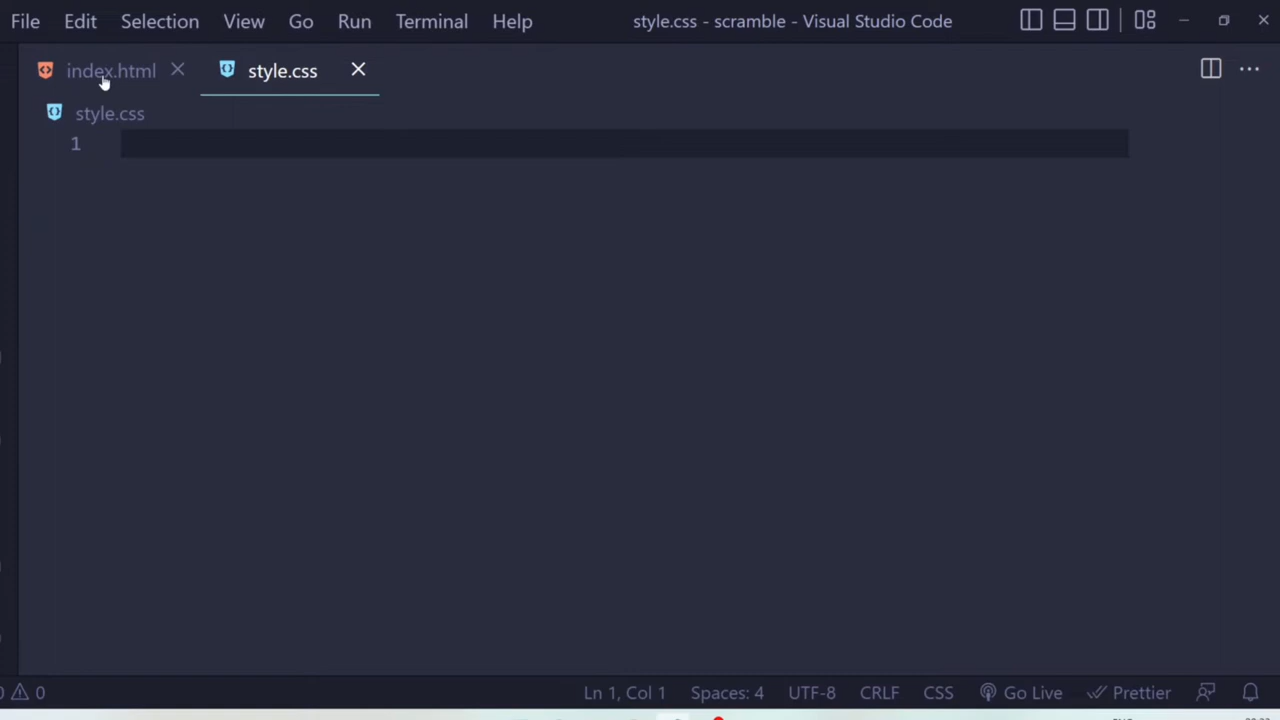 File Edit Selection View Go Run Terminal Help style.css - scramble - Visual Studio Code
index.html style.css
style.css
1
0 0 Ln 1, Col 1 Spaces: 4 UTF-8 CRLF CSS Go Live Prettier